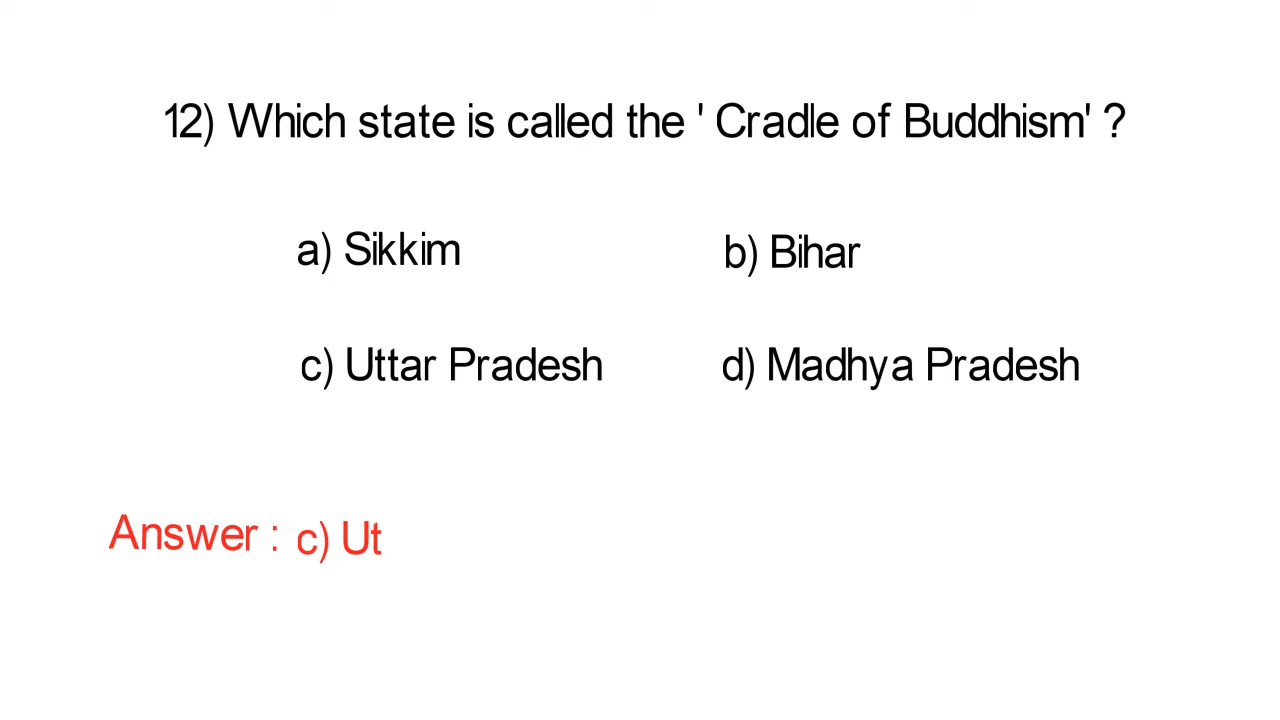 12) Which state is called the ' Cradle of Buddhism' ?
a) Sikkim
b) Bihar
c) Uttar Pradesh
d) Madhya Pradesh
Answer : c) Ut